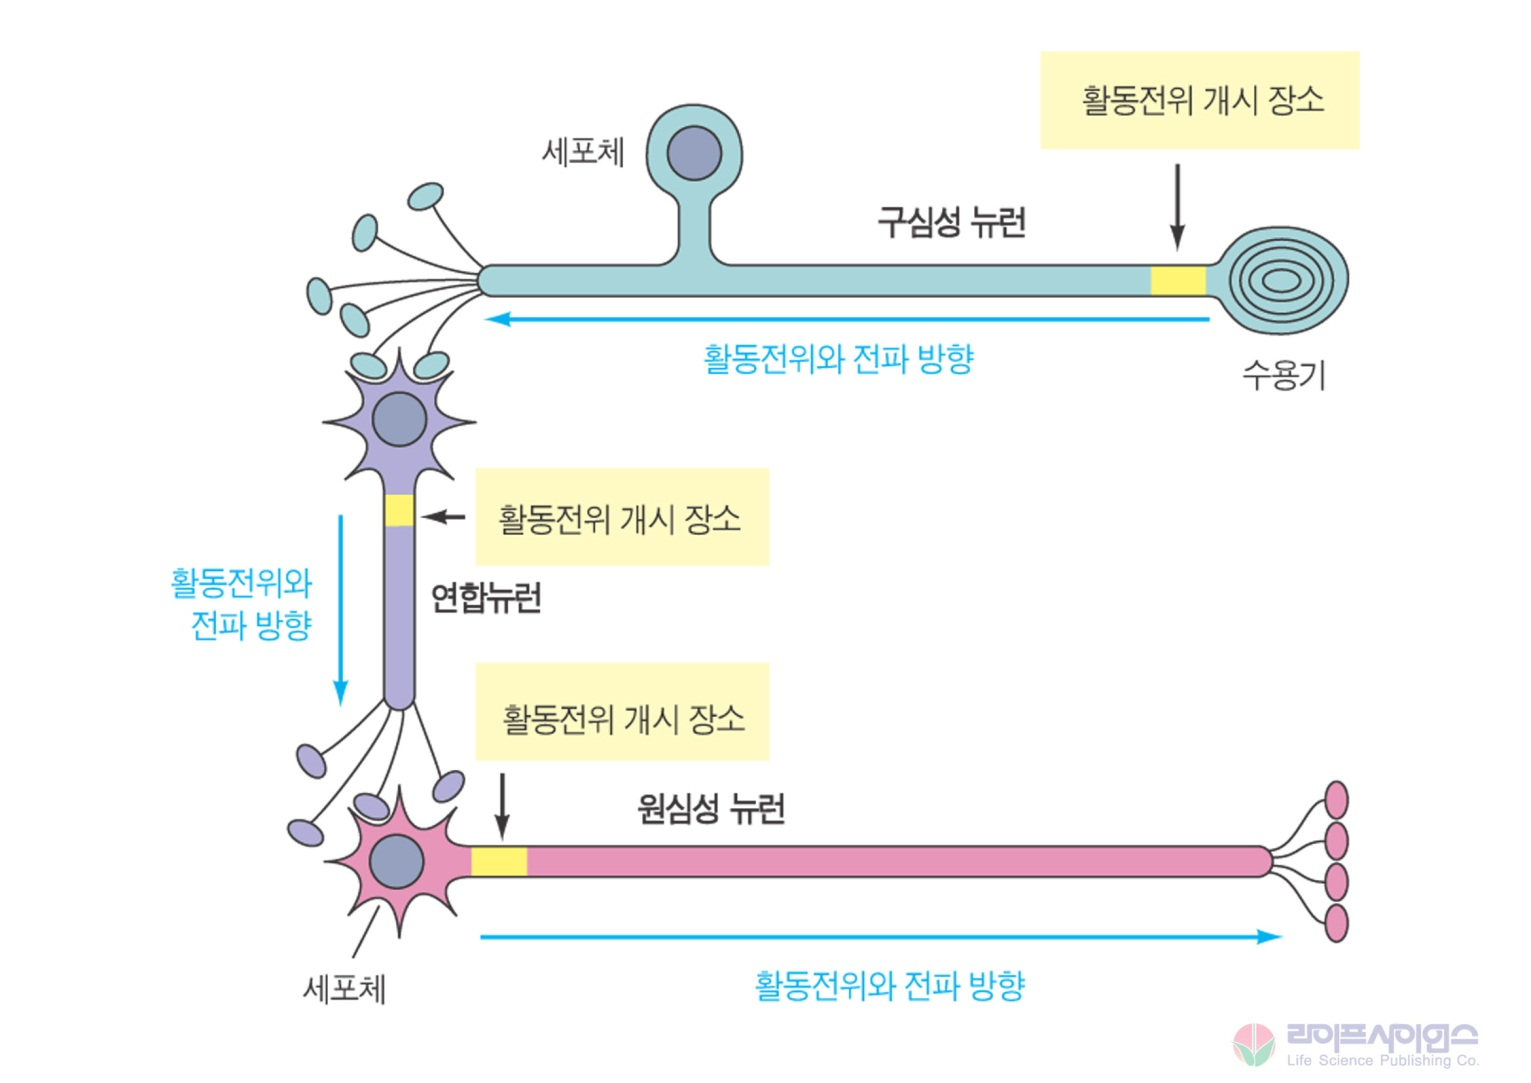 활동전위 개시 장소
세포체
구심성 뉴런
활동전위와 전파 방향
수용기
활동전위 개시 장소
활동전위와
전파 방향
연합뉴런
활동전위 개시 장소
원심성 뉴런
세포체
활동전위와 전파 방향
라이프사이언스
Life Science Publishing Co.